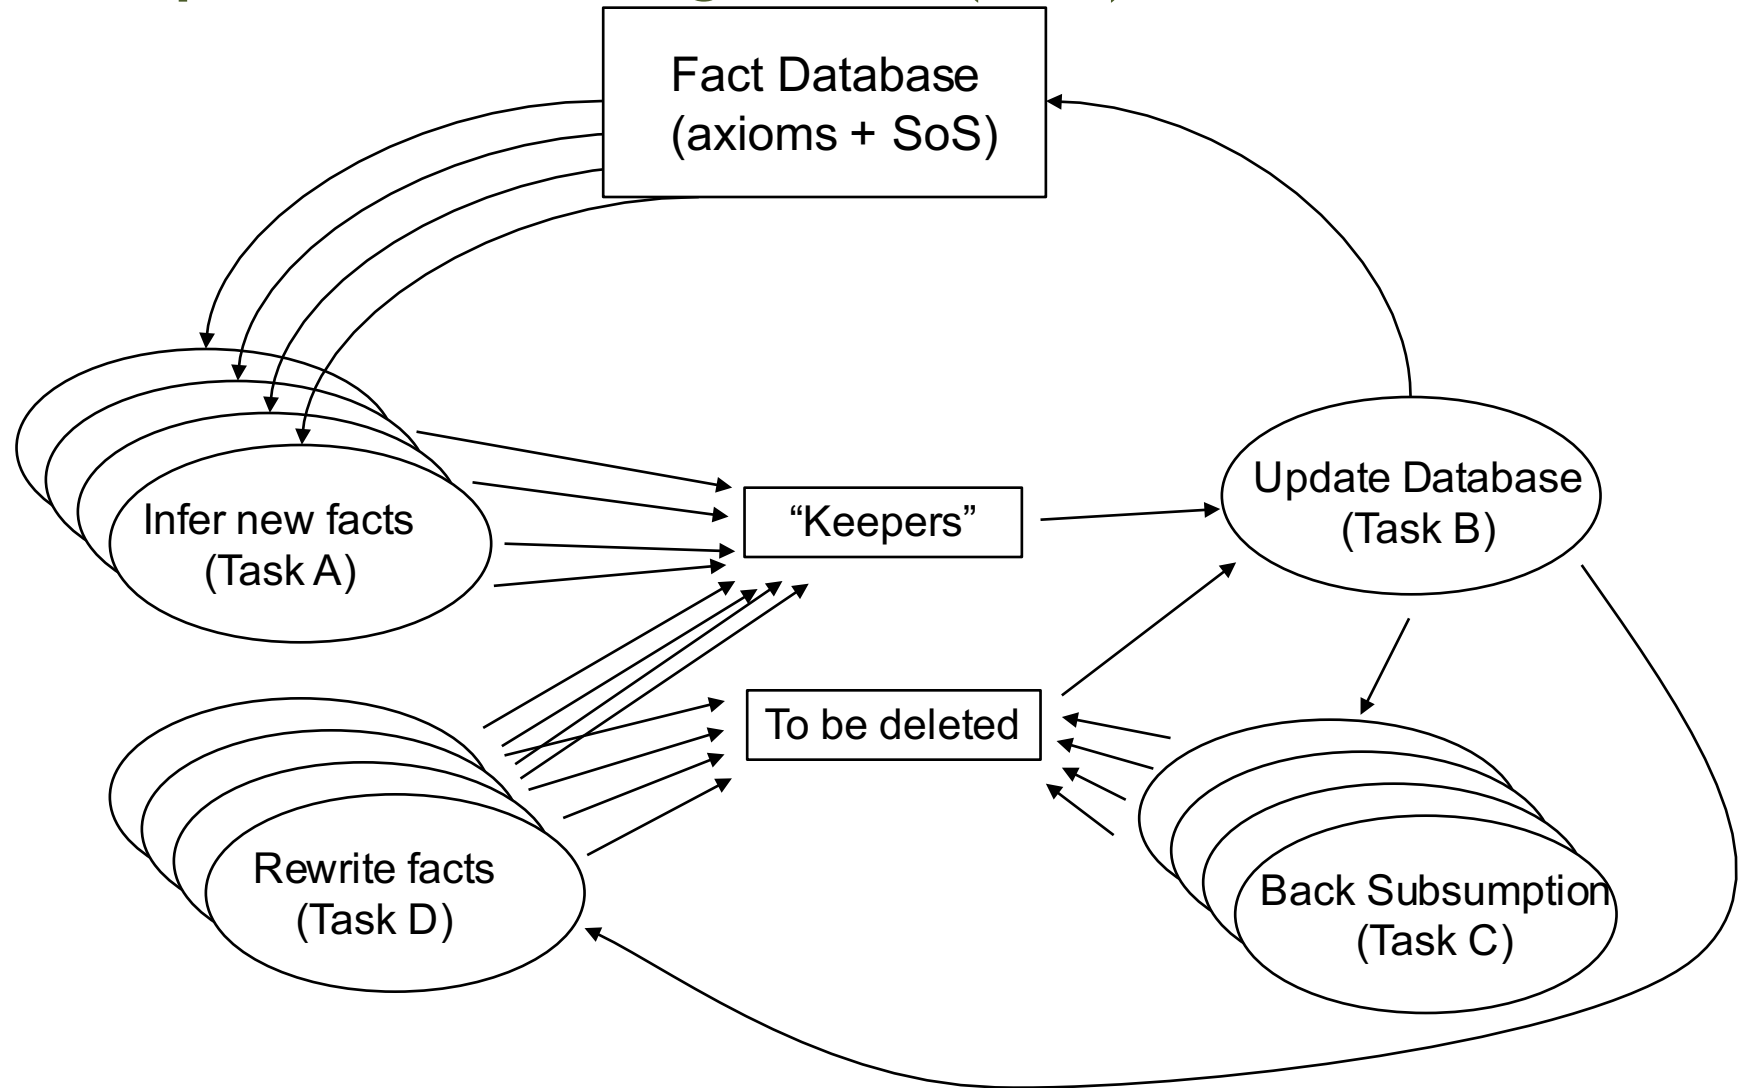 Fact Database
(axioms + SoS)
Infer new facts
(Task A)
“Keepers”
Update Database
(Task B)
To be deleted
Rewrite facts
(Task D)
Back Subsumption
(Task C)